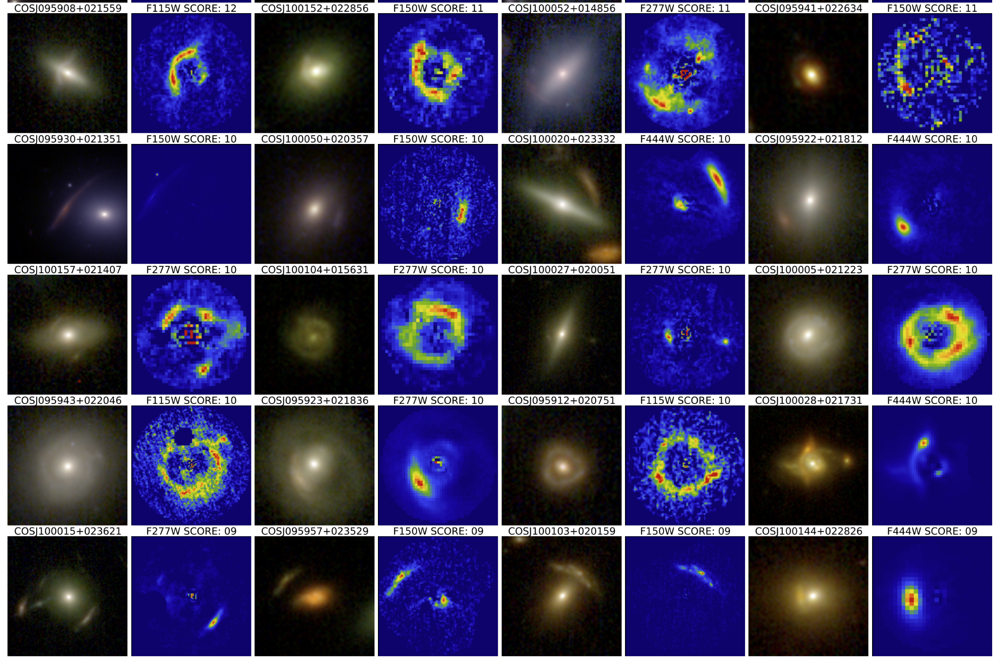 COSJ095908+021559 F115W SCORE: 12 COSJ100152+022856 F150W SCORE: 11 COSJ100052+014856 F277W SCORE: 11 COSJ095941+022634 F150W SCORE: 11
COSJ095930+021351 F150W SCORE: 10 COSJ100050+020357 F150W SCORE: 10 COSJ100020+023332 F444W SCORE: 10 COSJ095922+021812 F444W SCORE: 10
COSJ100157+021407 F277W SCORE: 10 COSJ100104+015631 F277W SCORE: 10 COSJ100027+020051 F277W SCORE: 10 COSJ100005+021223 F277W SCORE: 10
COSJ095943+022046 F115W SCORE: 10 COSJ095923+021836 F277W SCORE: 10 COSJ095912+020751 F115W SCORE: 10 COSJ100028+021731 F444W SCORE: 10
COSJ100015+023621 F277W SCORE: 09 COSJ095957+023529 F150W SCORE: 09 COSJ100103+020159 F150W SCORE: 09 COSJ100144+022826 F444W SCORE: 09